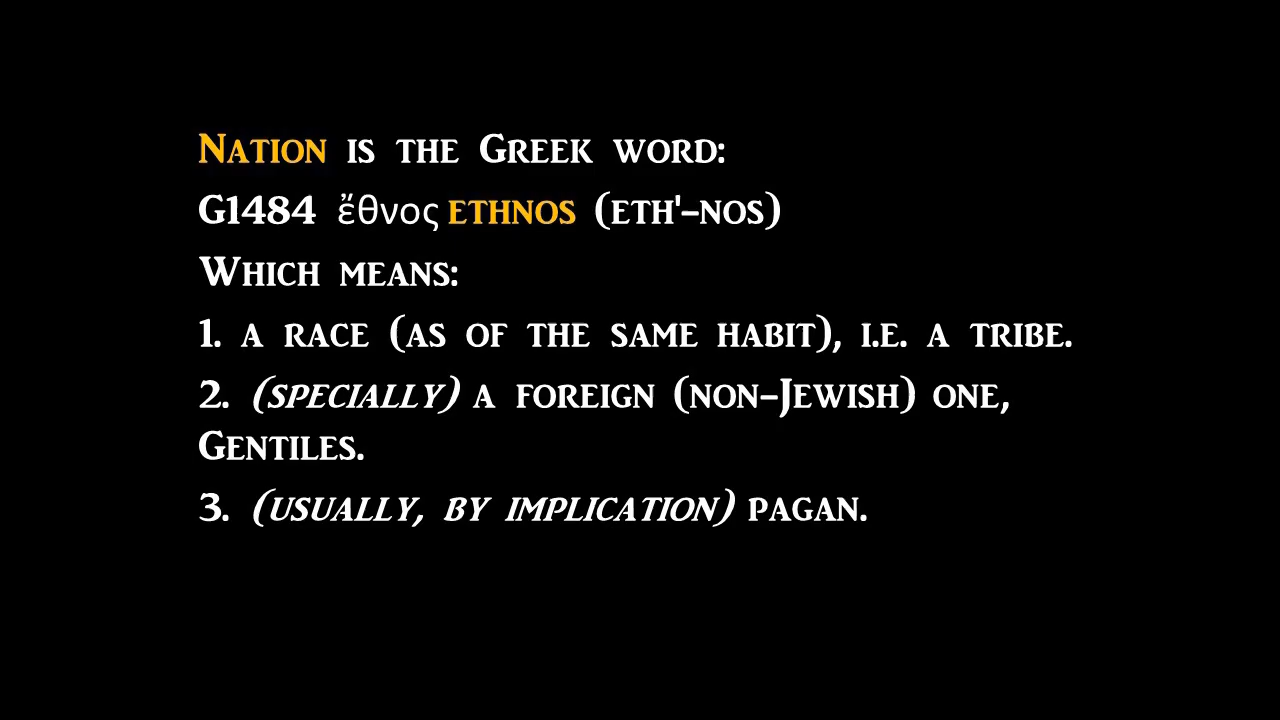 Nation is the Greek word:
G1484 ἔθνος ethnos (eth'-nos)
Which means:
1. a race (as of the same habit), i.e. a tribe.
2. (specially) a foreign (non-Jewish) one,
Gentiles.
3. (usually, by implication) pagan.